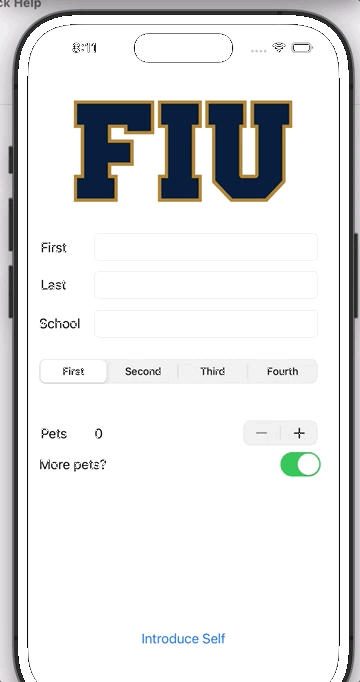 ck Help
8:11
FIU
First
Last
School
First Second Third Fourth
Pets 0
More pets?
Introduce Self